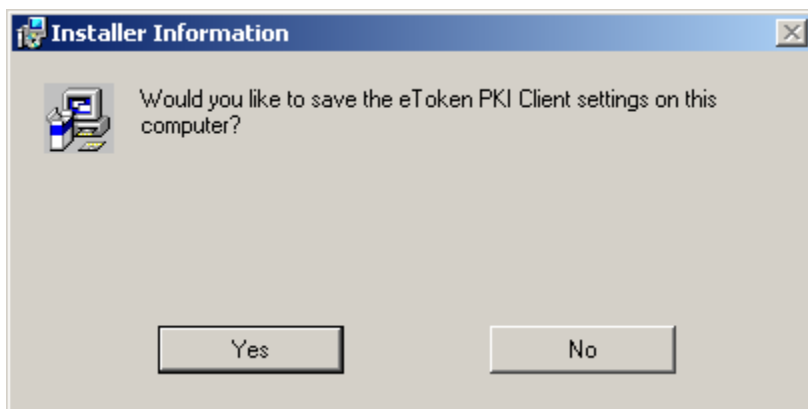 Installer Information
Would you like to save the eToken PKI Client settings on this
computer?
Yes
No